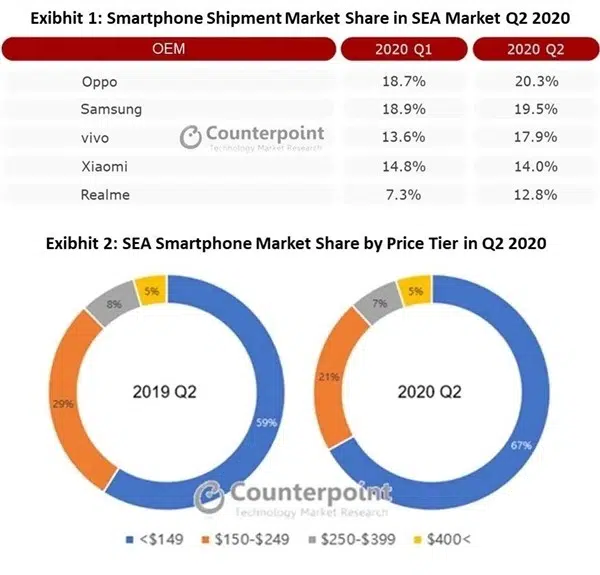 Exibhit 1: Smartphone Shipment Market Share in SEA Market Q2 2020
OEM 2020 Q1 2020 Q2
Oppo 18.7% 20.3%
Samsung 18.9% 19.5%
vivo 13.6% 17.9%
Xiaomi 14.8% 14.0%
Realme 7.3% 12.8%
Counterpoint
Technology Market Research
Exibhit 2: SEA Smartphone Market Share by Price Tier in Q2 2020
5%
8%
29%
59%
2019 Q2
5%
7%
21%
67%
2020 Q2
Counterpoint
Technology Market Research
<$149 $150-$249 $250-$399 $400<